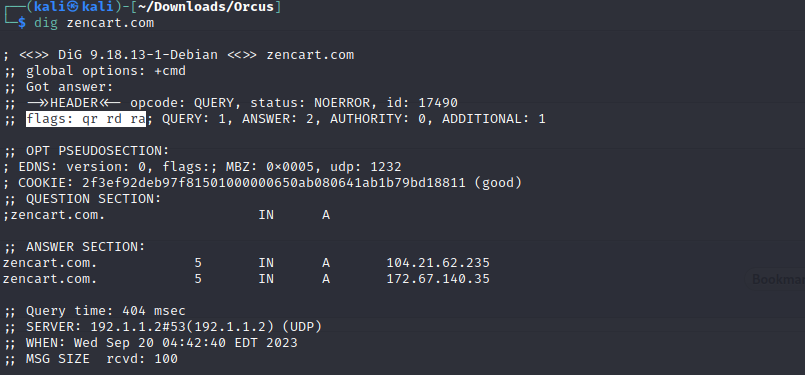 ┌──(kali㉿kali)-[~/Downloads/Orcus]
└─$ dig zencart.com
; <<>> DiG 9.18.13-1-Debian <<>> zencart.com
;; global options: +cmd
;; Got answer:
;; ->>HEADER<<- opcode: QUERY, status: NOERROR, id: 17490
;; flags: qr rd ra; QUERY: 1, ANSWER: 2, AUTHORITY: 0, ADDITIONAL: 1
;; OPT PSEUDOSECTION:
; EDNS: version: 0, flags:; MBZ: 0x0005, udp: 1232
; COOKIE: 2f3ef92deb97f81501000000650ab080641ab1b79bd18811 (good)
;; QUESTION SECTION:
;zencart.com. IN A
;; ANSWER SECTION:
zencart.com. 5 IN A 104.21.62.235
zencart.com. 5 IN A 172.67.140.35
;; Query time: 404 msec
;; SERVER: 192.1.1.2#53(192.1.1.2) (UDP)
;; WHEN: Wed Sep 20 04:42:40 EDT 2023
;; MSG SIZE rcvd: 100